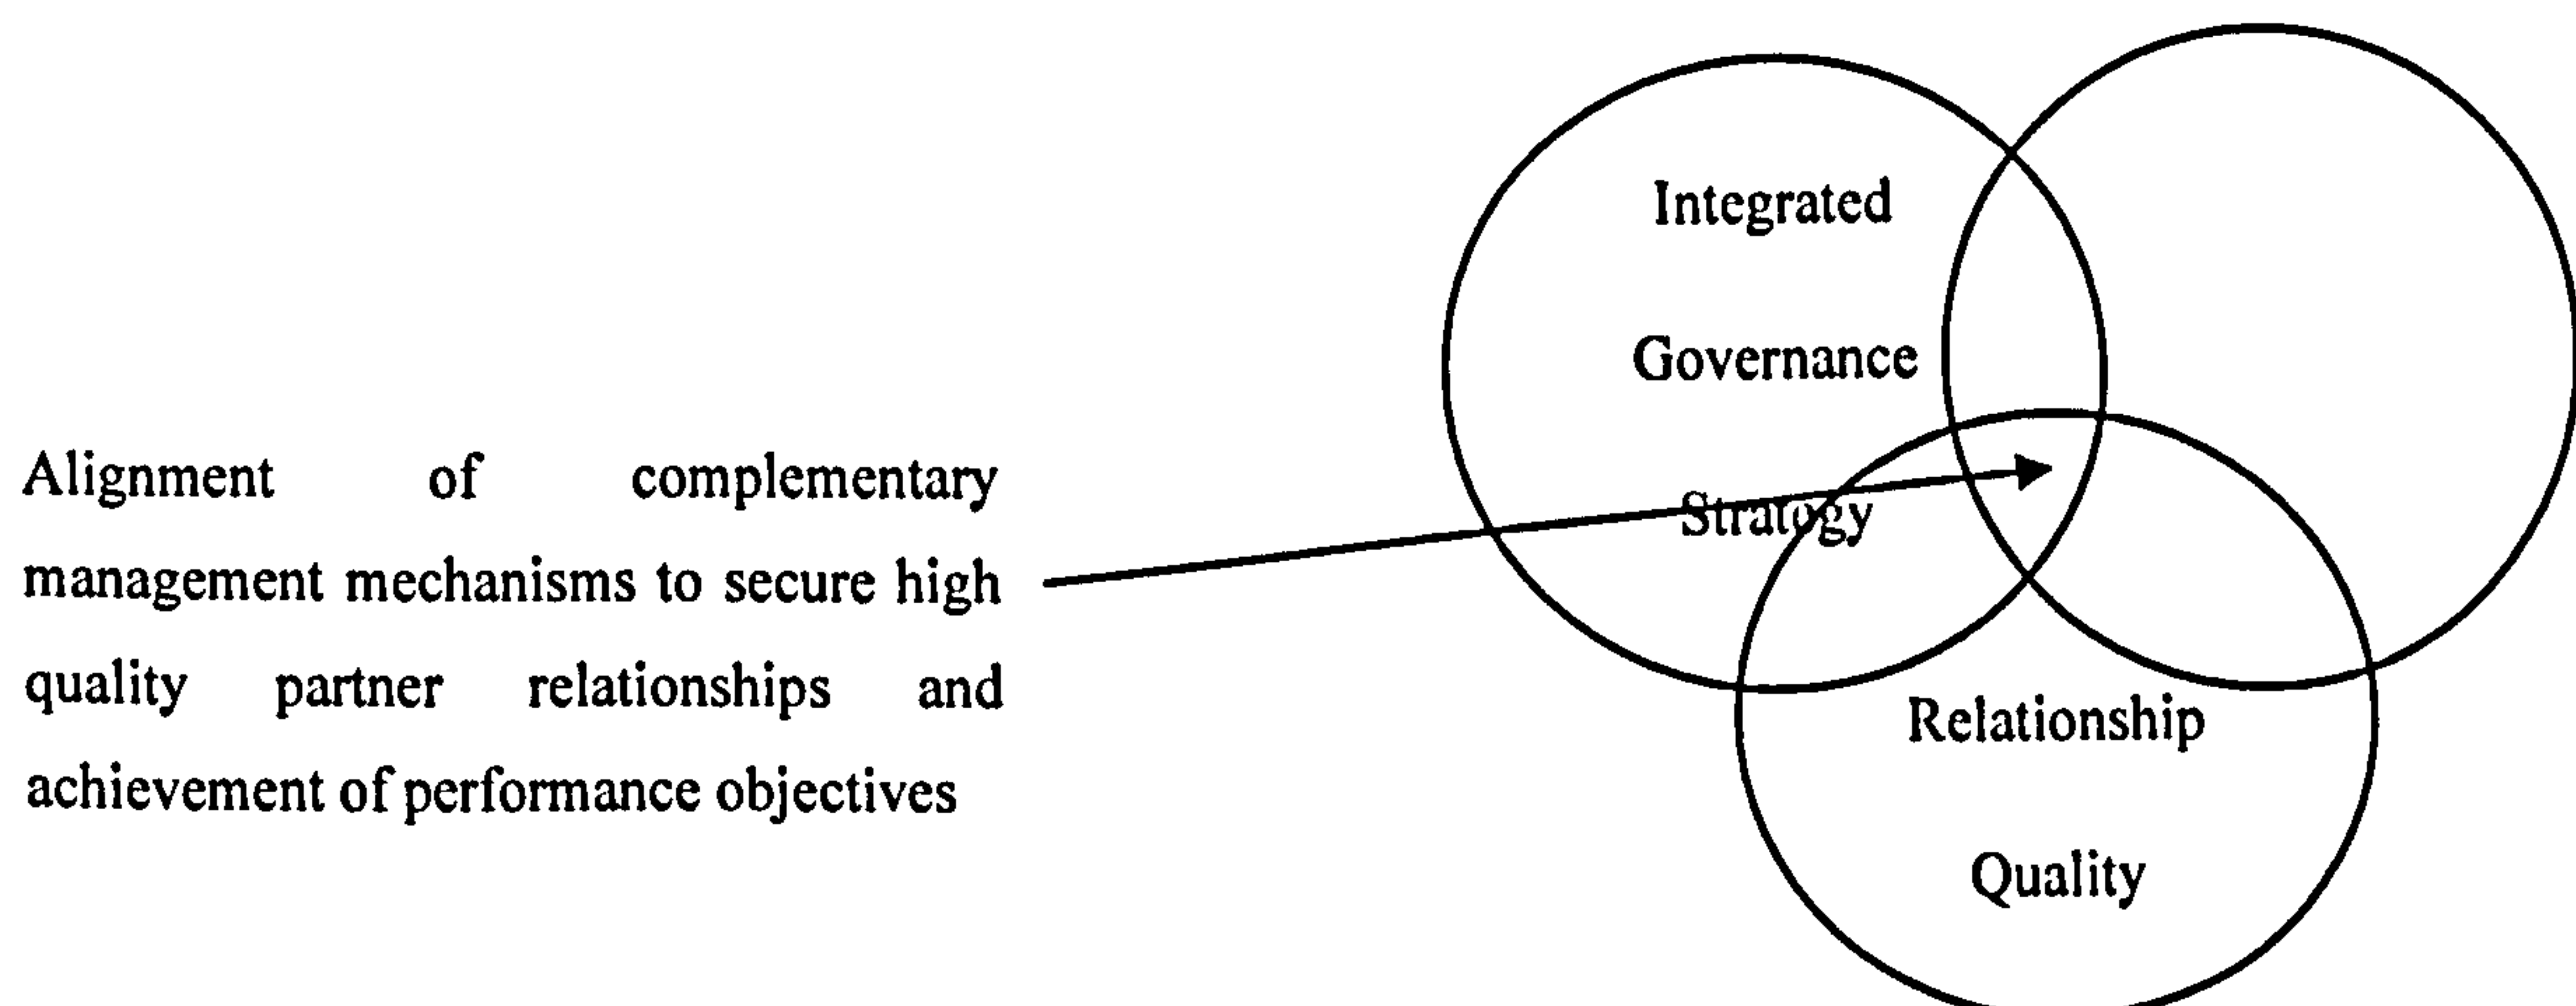 Alignment of complementary
management mechanisms to secure high
quality partner relationships and
achievement of performance objectives
Integrated
Governance
Strategy
Relationship
Quality